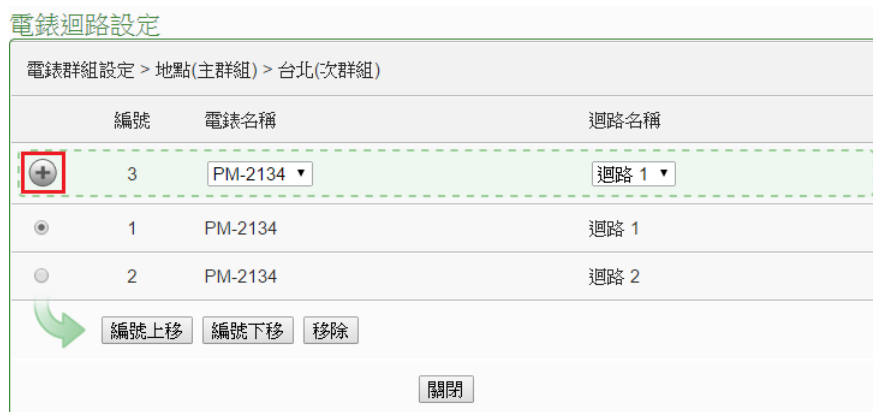 電錶迴路設定
電錶群組設定 > 地點(主群組) > 台北(次群組)
編號 電錶名稱 迴路名稱
3 PM-2134 迴路 1
1 PM-2134 迴路 1
2 PM-2134 迴路 2
編號上移 編號下移 移除
關閉